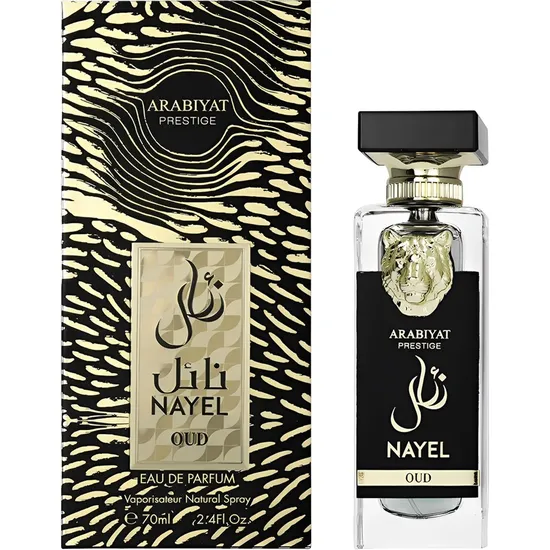 ARABIYAT
PRESTIGE
نائل
نائل
NAYEL
OUD
EAU DE PARFUM
Vaporisateur Natural Spray
℮ 70ml 2.4Fl.Oz.
ARABIYAT
PRESTIGE
نائل
NAYEL
OUD